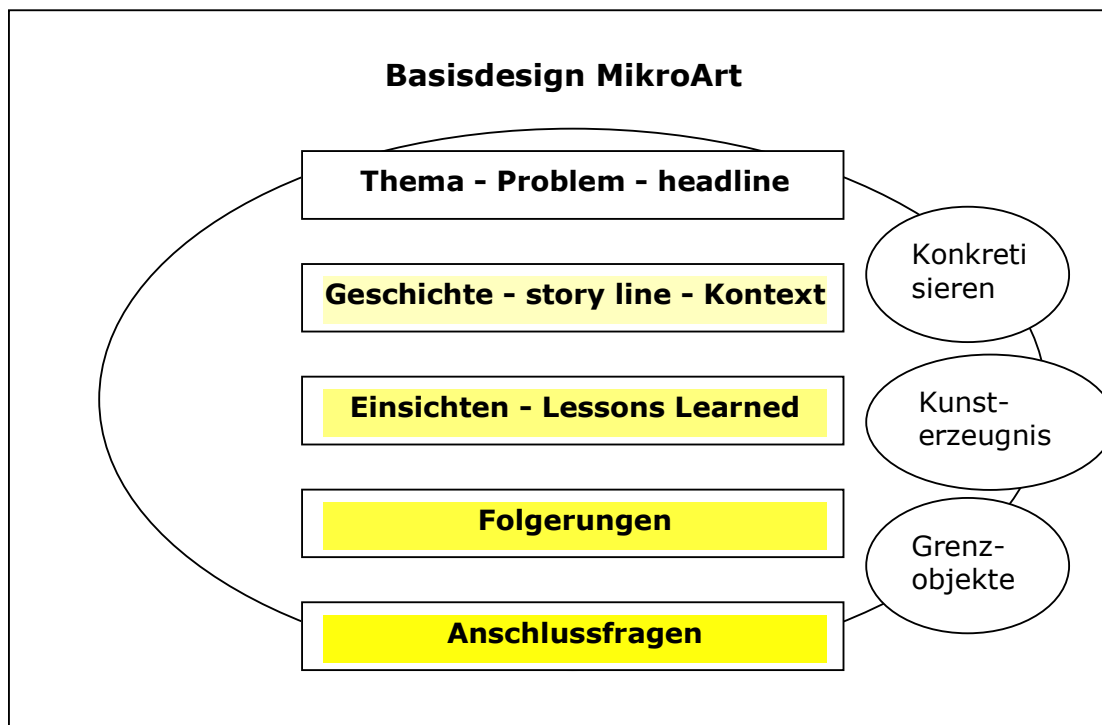 Basisdesign MikroArt
Thema - Problem - headline
Konkreti
sieren
Geschichte - story line - Kontext
Einsichten - Lessons Learned
Kunst-
erzeugnis
Folgerungen
Grenz-
objekte
Anschlussfragen